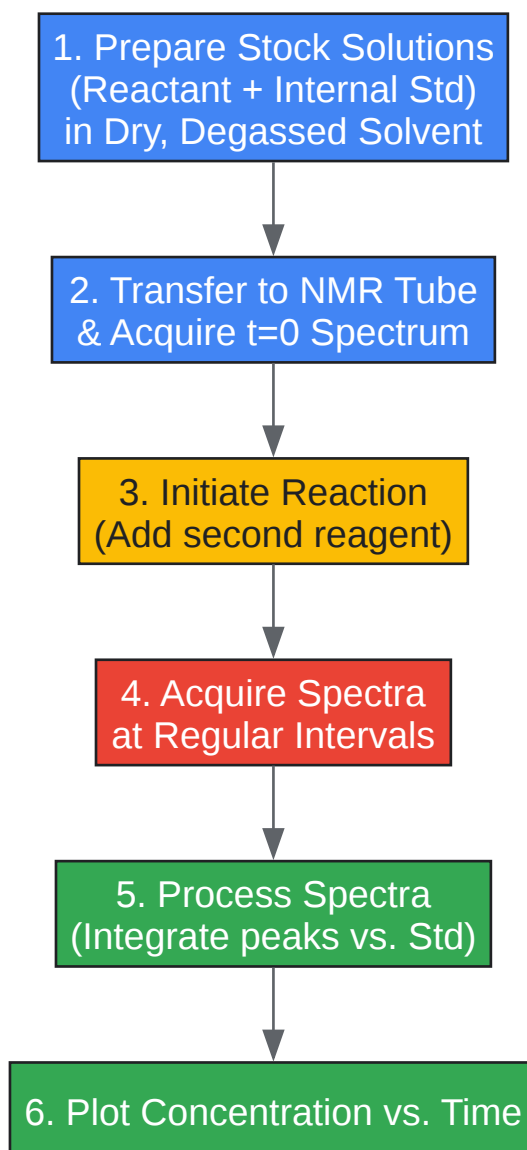 1. Prepare Stock Solutions
(Reactant + Internal Std)
in Dry, Degassed Solvent
2. Transfer to NMR Tube
& Acquire t=0 Spectrum
3. Initiate Reaction
(Add second reagent)
4. Acquire Spectra
at Regular Intervals
5. Process Spectra
(Integrate peaks vs. Std)
6. Plot Concentration vs. Time